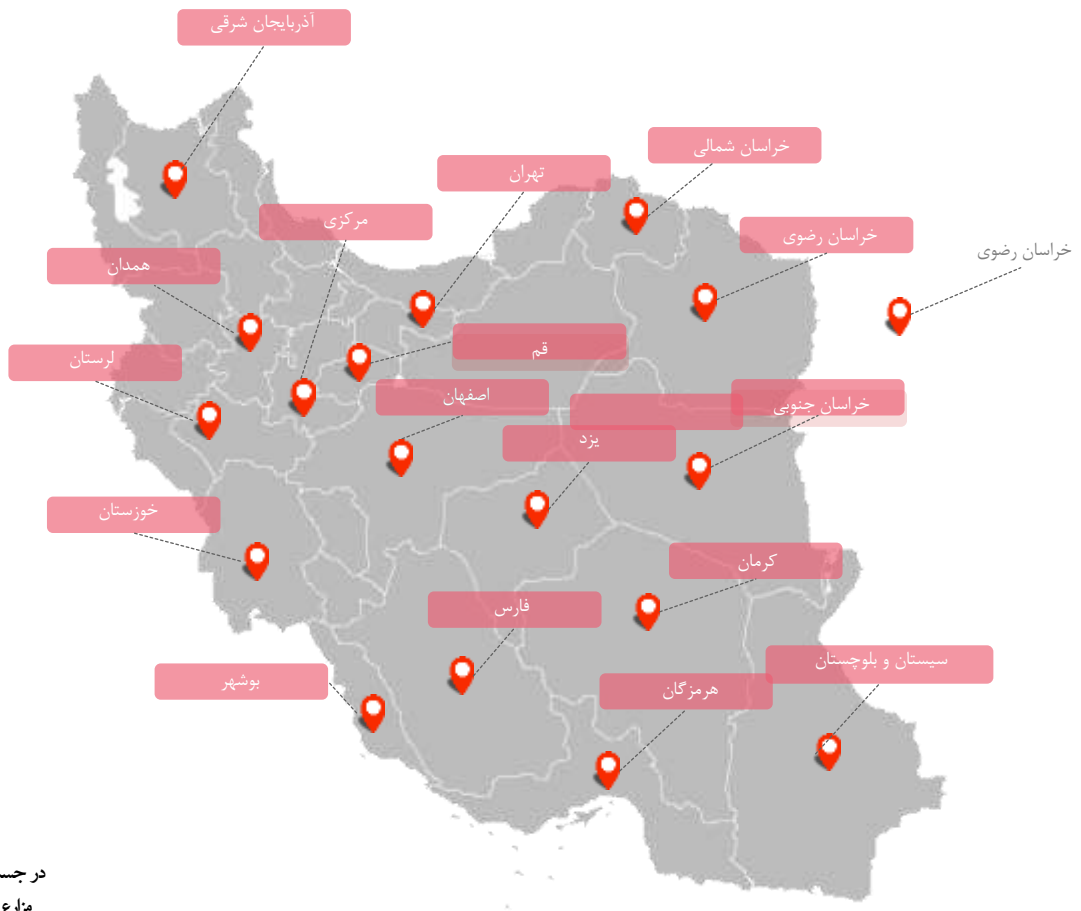 آذربایجان شرقی
خراسان شمالی
تهران
مرکزی
خراسان رضوی
خراسان رضوی
همدان
قم
لرستان
اصفهان
خراسان جنوبی
یزد
خوزستان
کرمان
فارس
سیستان و بلوچستان
بوشهر
هرمزگان
در جس
مزارع